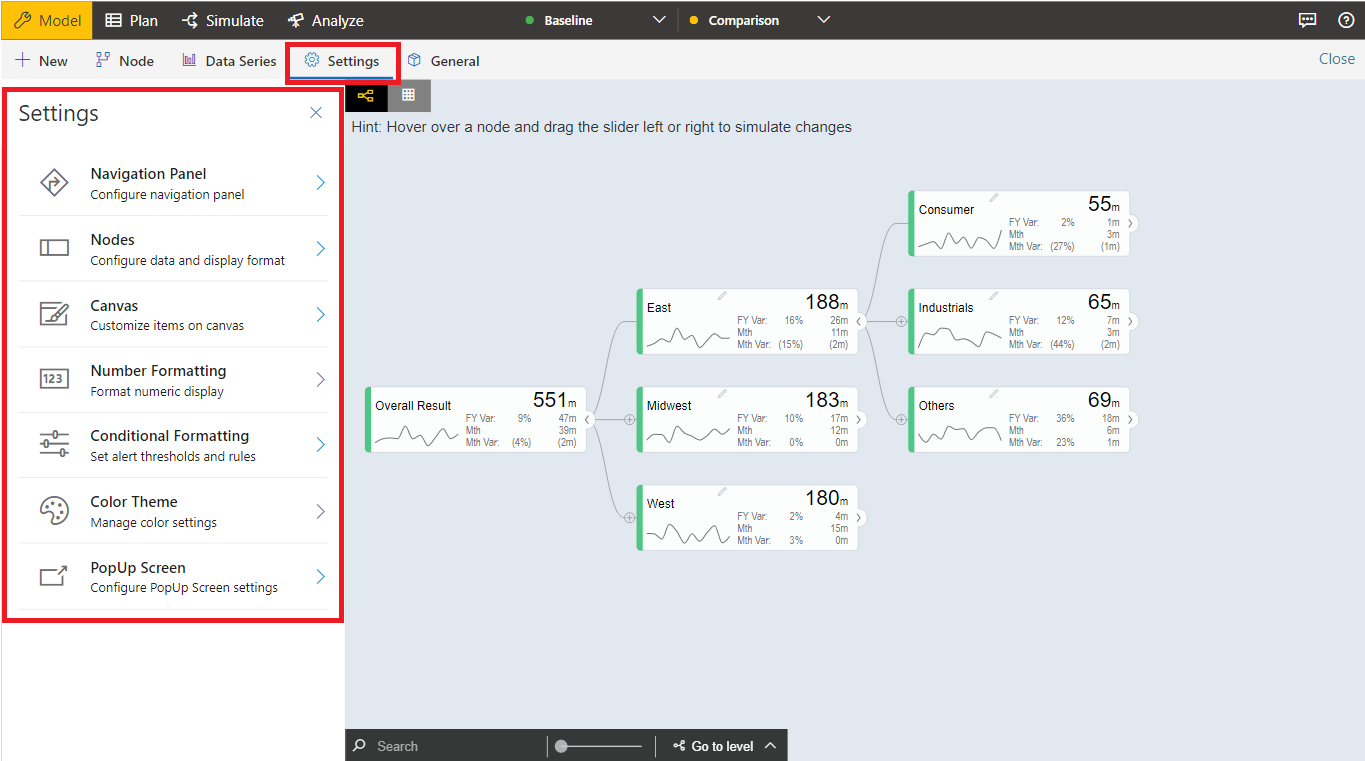 Model Plan Simulate Analyze Baseline Comparison
New Node Data Series Settings General Close
Settings
Navigation Panel
Configure navigation panel
Nodes
Configure data and display format
Canvas
Customize items on canvas
123
Number Formatting
Format numeric display
Conditional Formatting
Set alert thresholds and rules
Color Theme
Manage color settings
PopUp Screen
Configure PopUp Screen settings
Hint: Hover over a node and drag the slider left or right to simulate changes
Overall Result 551m
FY Var: 9% 47m
Mth 39m
Mth Var: (4%) (2m)
East 188m
FY Var: 16% 26m
Mth 11m
Mth Var: (15%) (2m)
Midwest 183m
FY Var: 10% 17m
Mth 12m
Mth Var: 0% 0m
West 180m
FY Var: 2% 4m
Mth 15m
Mth Var: 3% 0m
Consumer 55m
FY Var: 2% 1m
Mth 3m
Mth Var: (27%) (1m)
Industrials 65m
FY Var: 12% 7m
Mth 3m
Mth Var: (44%) (2m)
Others 69m
FY Var: 36% 18m
Mth 6m
Mth Var: 23% 1m
Search Go to level